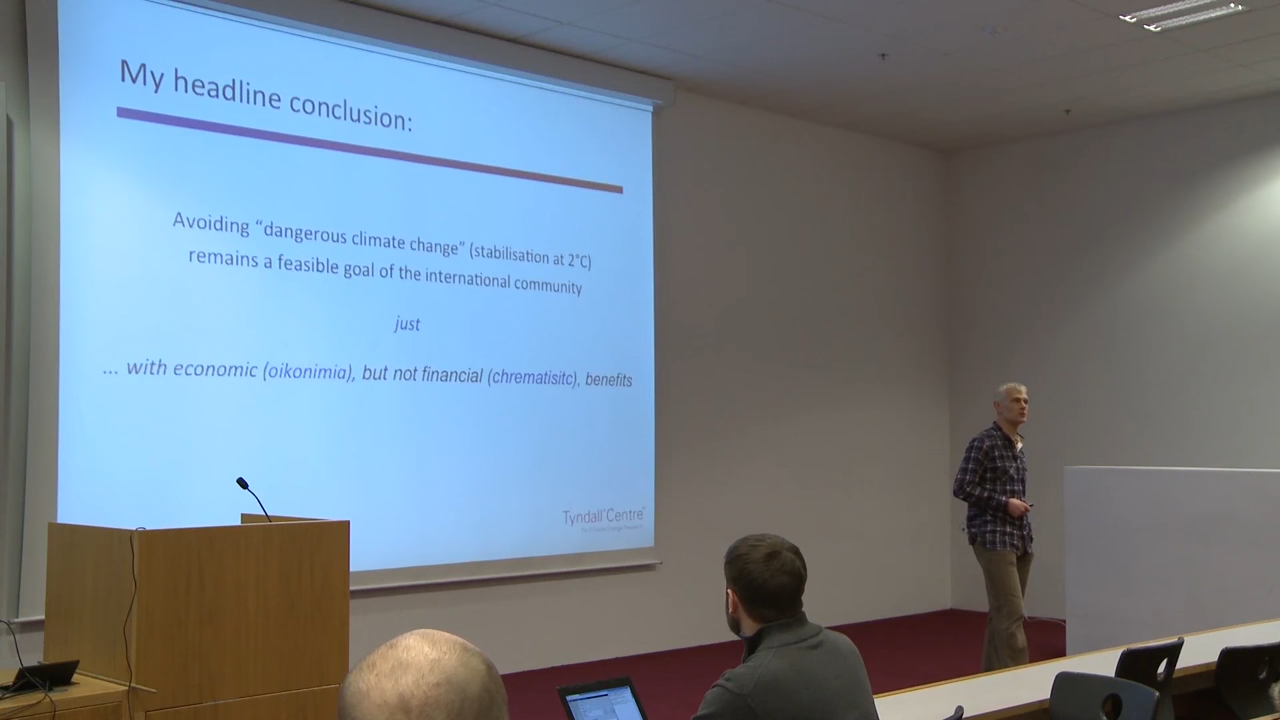 My headline conclusion:
Avoiding “dangerous climate change” (stabilisation at 2°C)
remains a feasible goal of the international community
just
... with economic (oikonimia), but not financial (chrematisitc), benefits
Tyndall°Centre